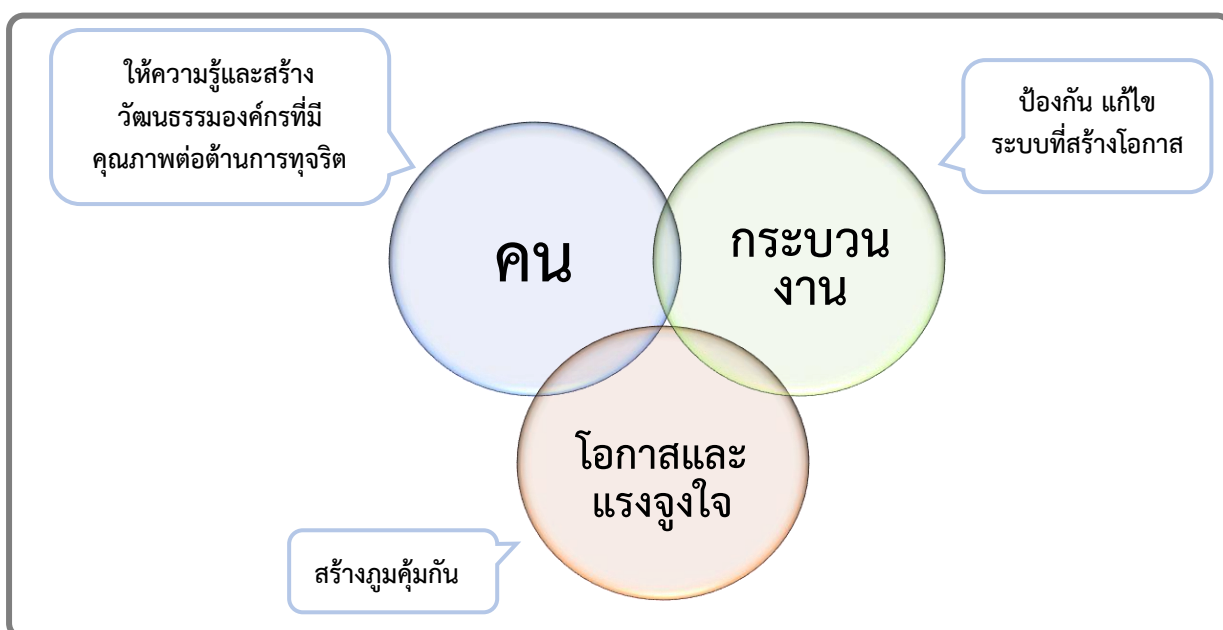 ให้ความรู้และสร้าง
วัฒนธรรมองค์กรที่มี
คุณภาพต่อต้านการทุจริต
ป้องกัน แก้ไข
ระบบที่สร้างโอกาส
คน
กระบวน
งาน
โอกาสและ
แรงจูงใจ
สร้างภูมคุ้มกัน